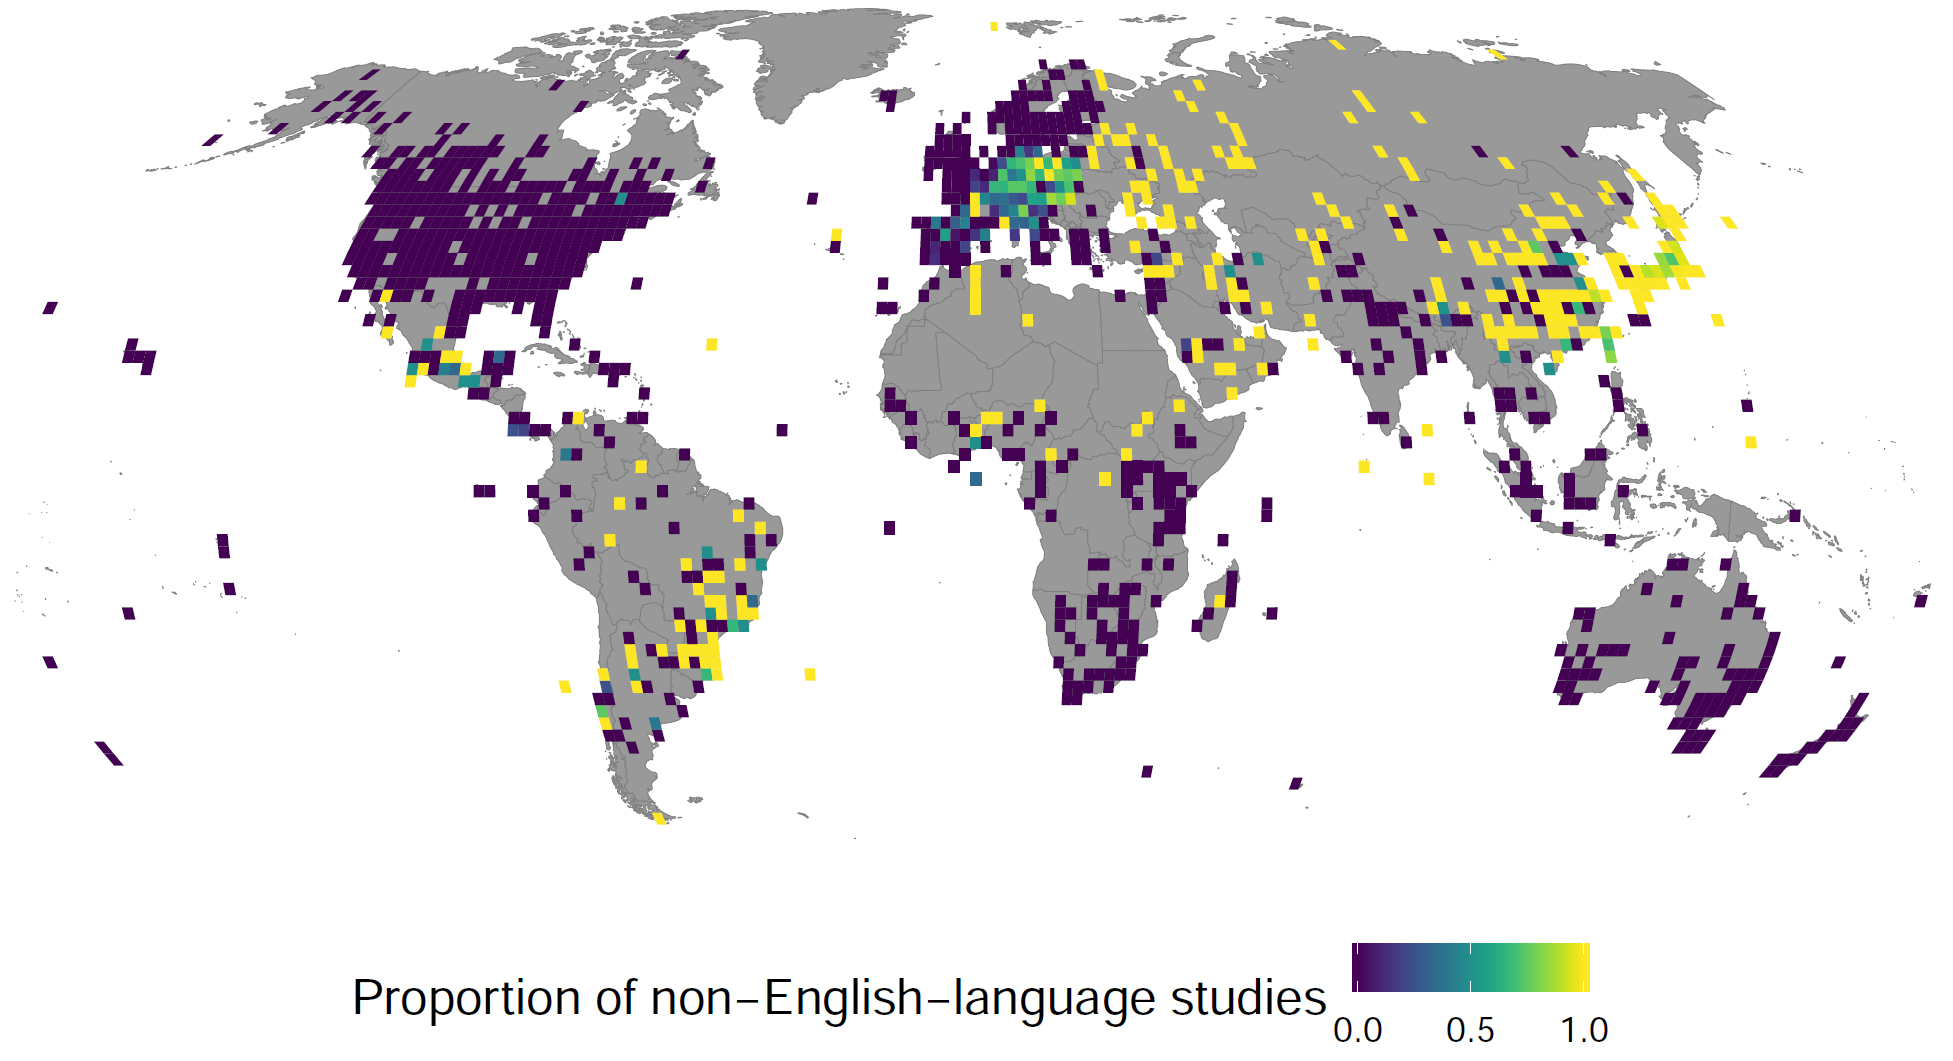 Proportion of non−English−language studies
0.0 0.5 1.0